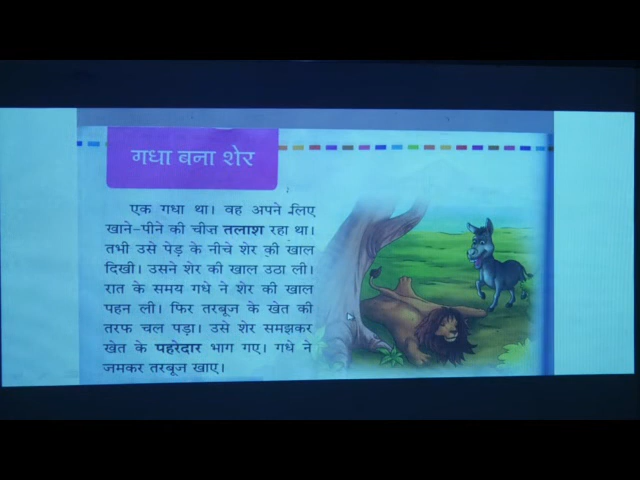 गधा बना शेर
एक गधा था। वह अपने लिए
खाने-पीने की चीज़ तलाश रहा था।
तभी उसे पेड़ के नीचे शेर की खाल
दिखी। उसने शेर की खाल उठा ली।
रात के समय गधे ने शेर की खाल
पहन ली। फिर तरबूज के खेत की
तरफ चल पड़ा। उसे शेर समझकर
खेत के पहरेदार भाग गए। गधे ने
जमकर तरबूज खाए।